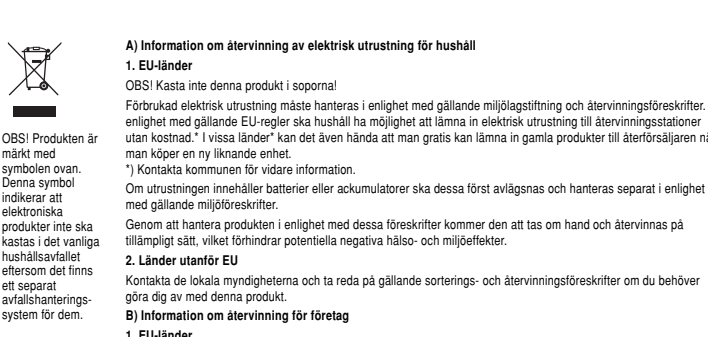 OBS! Produkten är
märkt med
symbolen ovan.
Denna symbol
indikerar att
elektroniska
produkter inte ska
kastas i det vanliga
hushållsavfallet
eftersom det finns
ett separat
avfallshanterings-
system för dem.
A) Information om återvinning av elektrisk utrustning för hushåll
1. EU-länder
OBS! Kasta inte denna produkt i soporna!
Förbrukad elektrisk utrustning måste hanteras i enlighet med gällande miljölagstiftning och återvinningsföreskrifter.
enlighet med gällande EU-regler ska hushåll ha möjlighet att lämna in elektrisk utrustning till återvinningsstationer
utan kostnad.* I vissa länder* kan det även hända att man gratis kan lämna in gamla produkter till återförsäljaren
man köper en ny liknande enhet.
*) Kontakta kommunen för vidare information.
Om utrustningen innehåller batterier eller ackumulatorer ska dessa först avlägsnas och hanteras separat i enlighet
med gällande miljöföreskrifter.
Genom att hantera produkten i enlighet med dessa föreskrifter kommer den att tas om hand och återvinnas på
tillämpligt sätt, vilket förhindrar potentiella negativa hälso- och miljöeffekter.
2. Länder utanför EU
Kontakta de lokala myndigheterna och ta reda på gällande sorterings- och återvinningsföreskrifter om du behöver
göra dig av med denna produkt.
B) Information om återvinning för företag
1. EU-länder